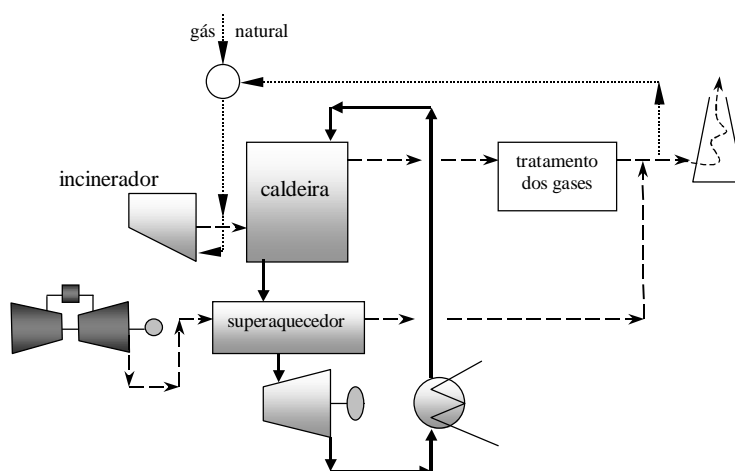 gás natural
incinerador
caldeira
tratamento
dos gases
superaquecedor